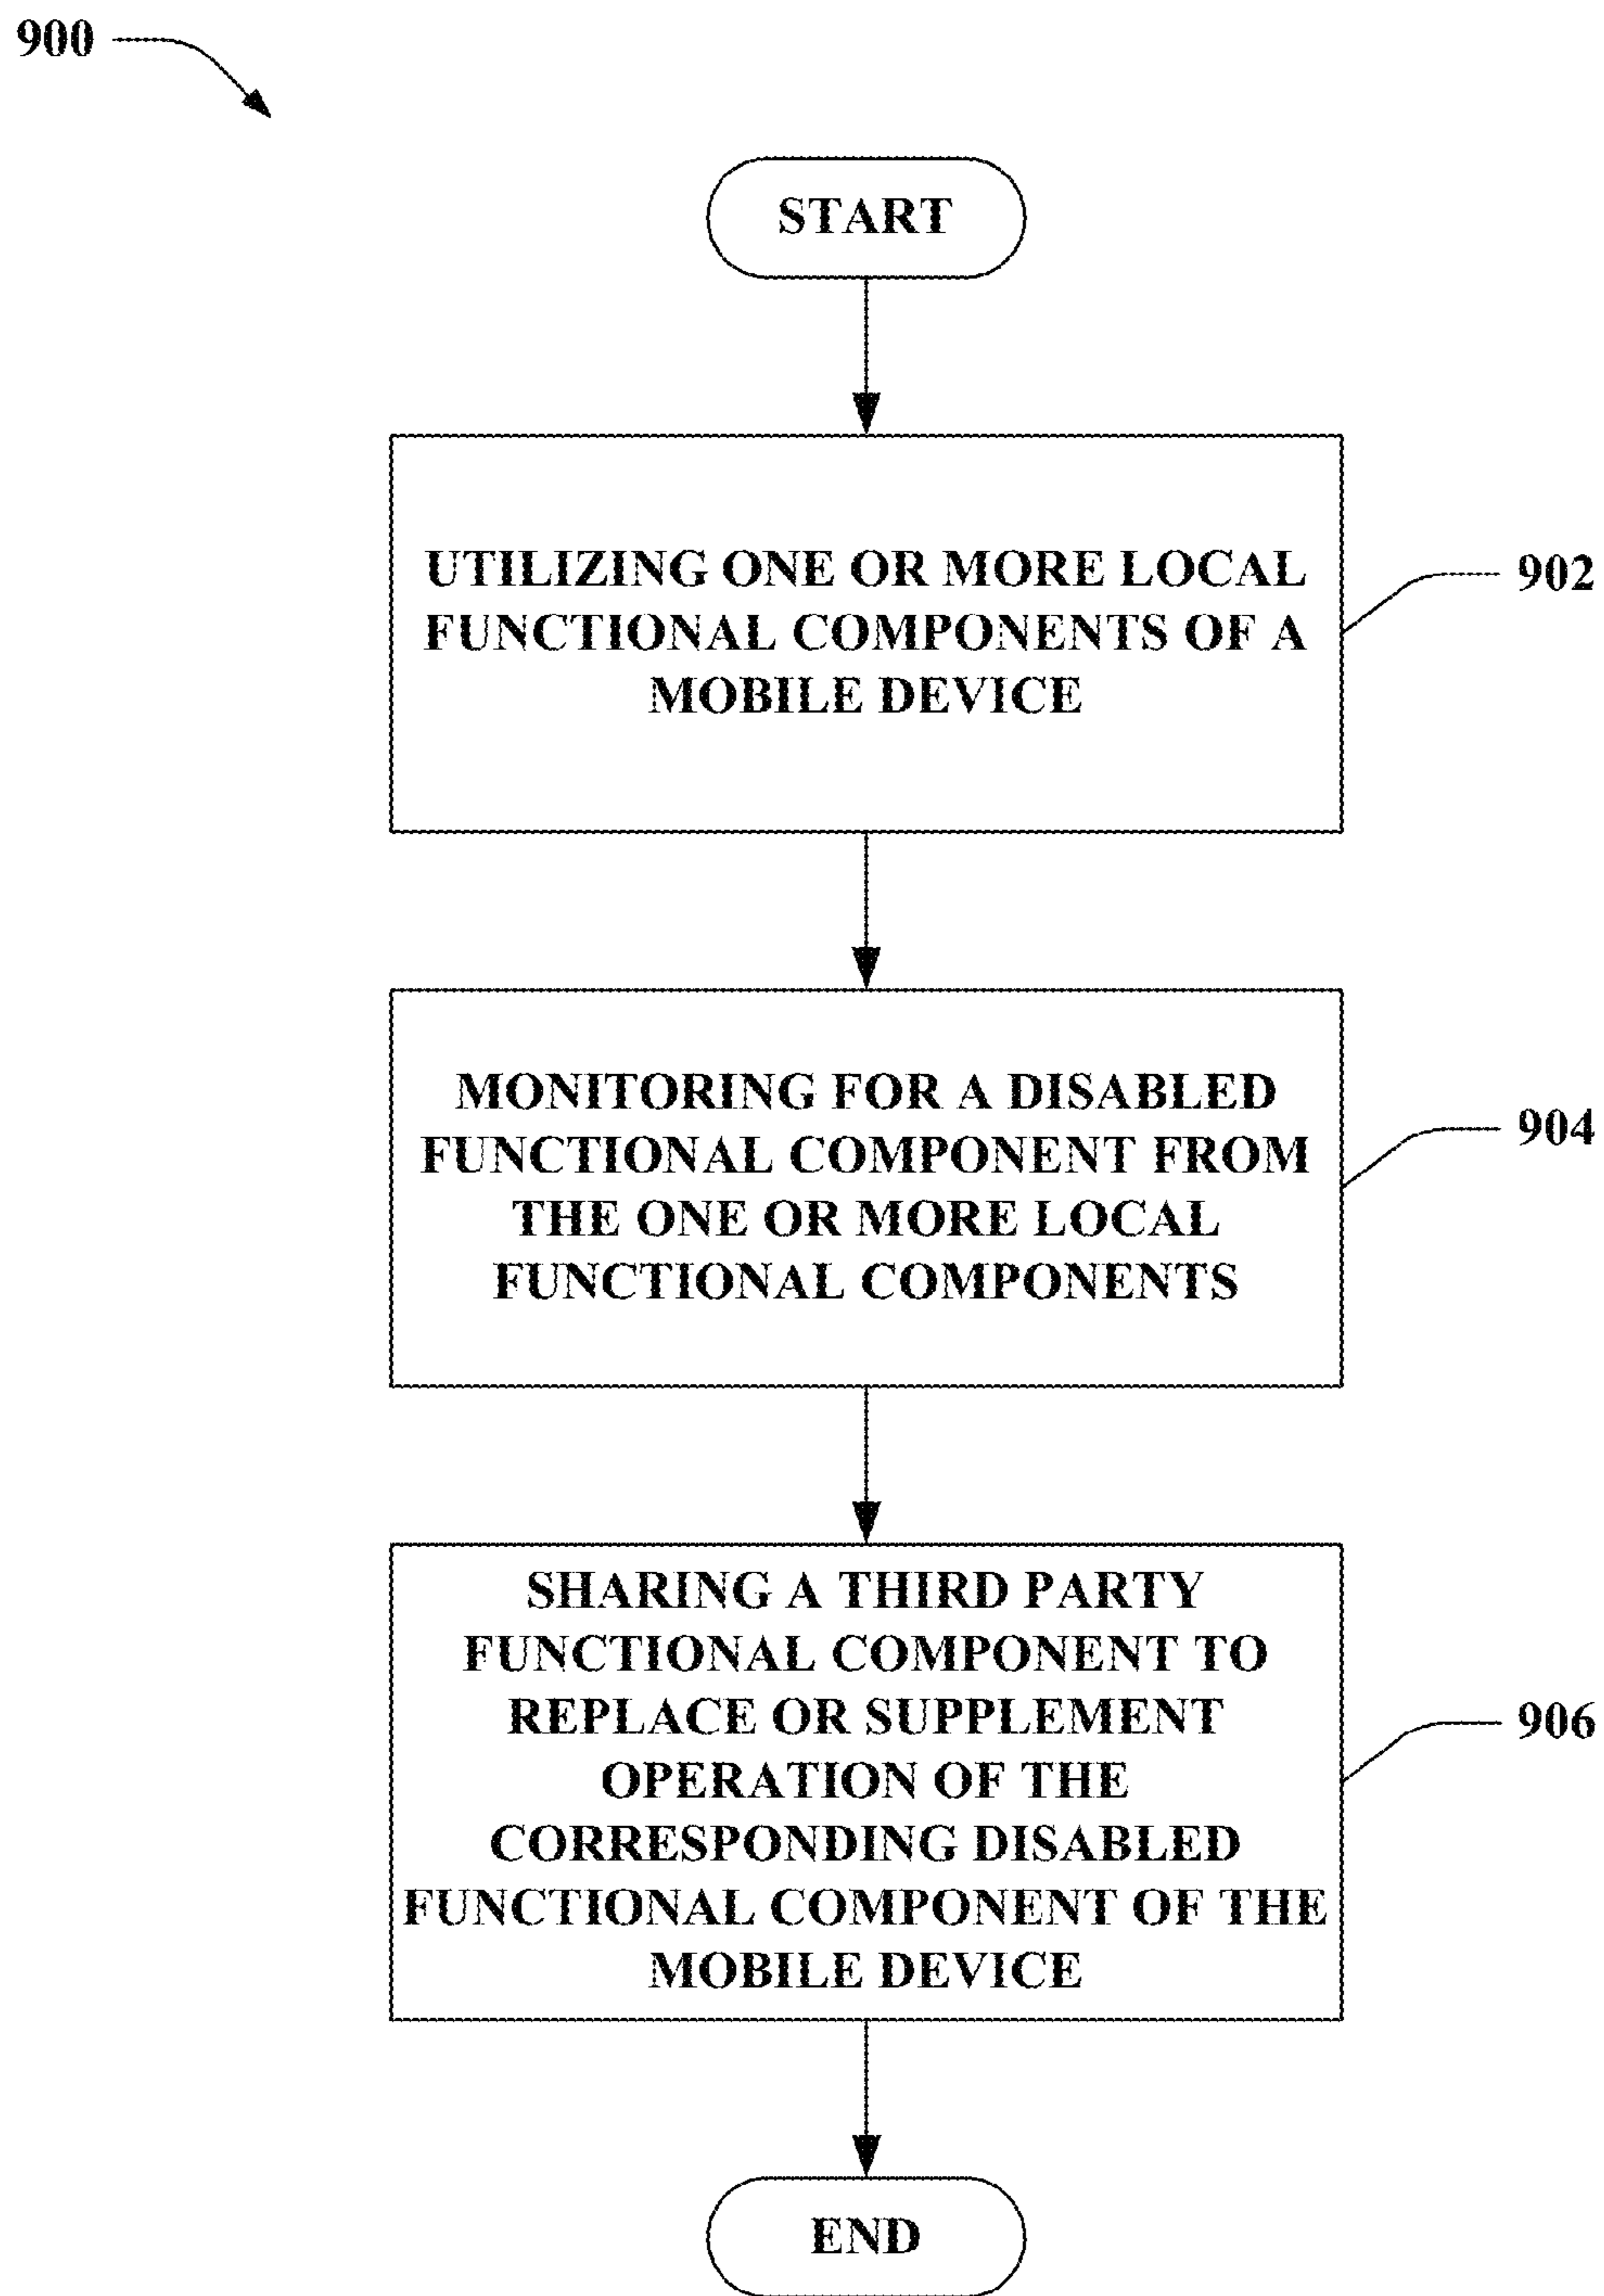 900
START
UTILIZING ONE OR MORE LOCAL
FUNCTIONAL COMPONENTS OF A
MOBILE DEVICE
902
MONITORING FOR A DISABLED
FUNCTIONAL COMPONENT FROM
THE ONE OR MORE LOCAL
FUNCTIONAL COMPONENTS
904
SHARING A THIRD PARTY
FUNCTIONAL COMPONENT TO
REPLACE OR SUPPLEMENT
OPERATION OF THE
CORRESPONDING DISABLED
FUNCTIONAL COMPONENT OF THE
MOBILE DEVICE
906
END